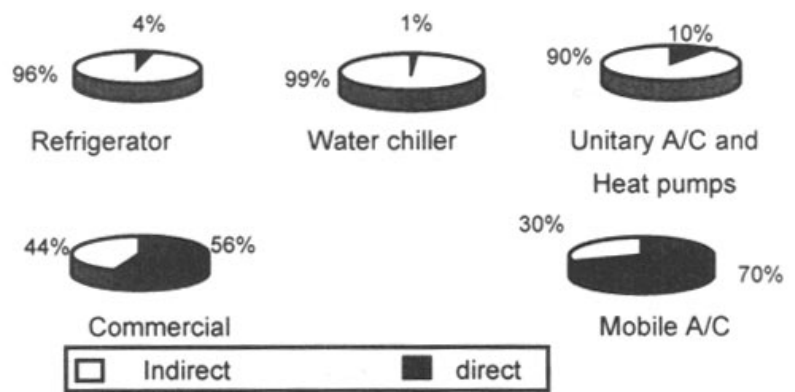 4% 1% 10%
96% 99% 90%
Refrigerator Water chiller Unitary A/C and
Heat pumps
44% 56% 30%
70%
Commercial Mobile A/C
Indirect direct